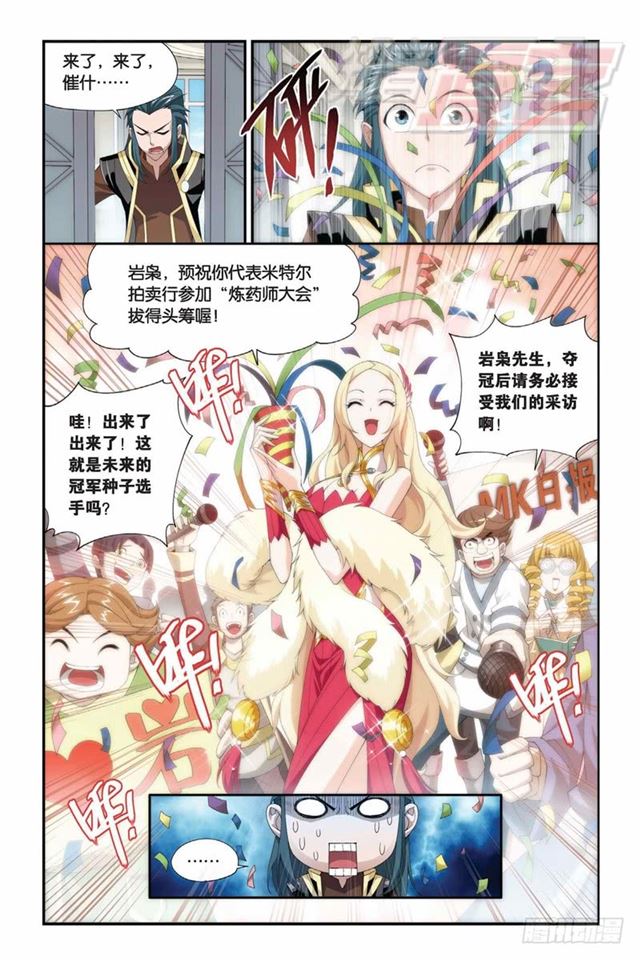 来了，来了，
催什……
砰！
岩枭，预祝你代表米特尔
拍卖行参加“炼药师大会”
拔得头筹喔！
岩枭先生，夺
冠后请务必接
受我们的采访
啊！
哇！出来了
出来了！这
就是未来的
冠军种子选
手吗？
MK日报
岩
……
腾讯动漫